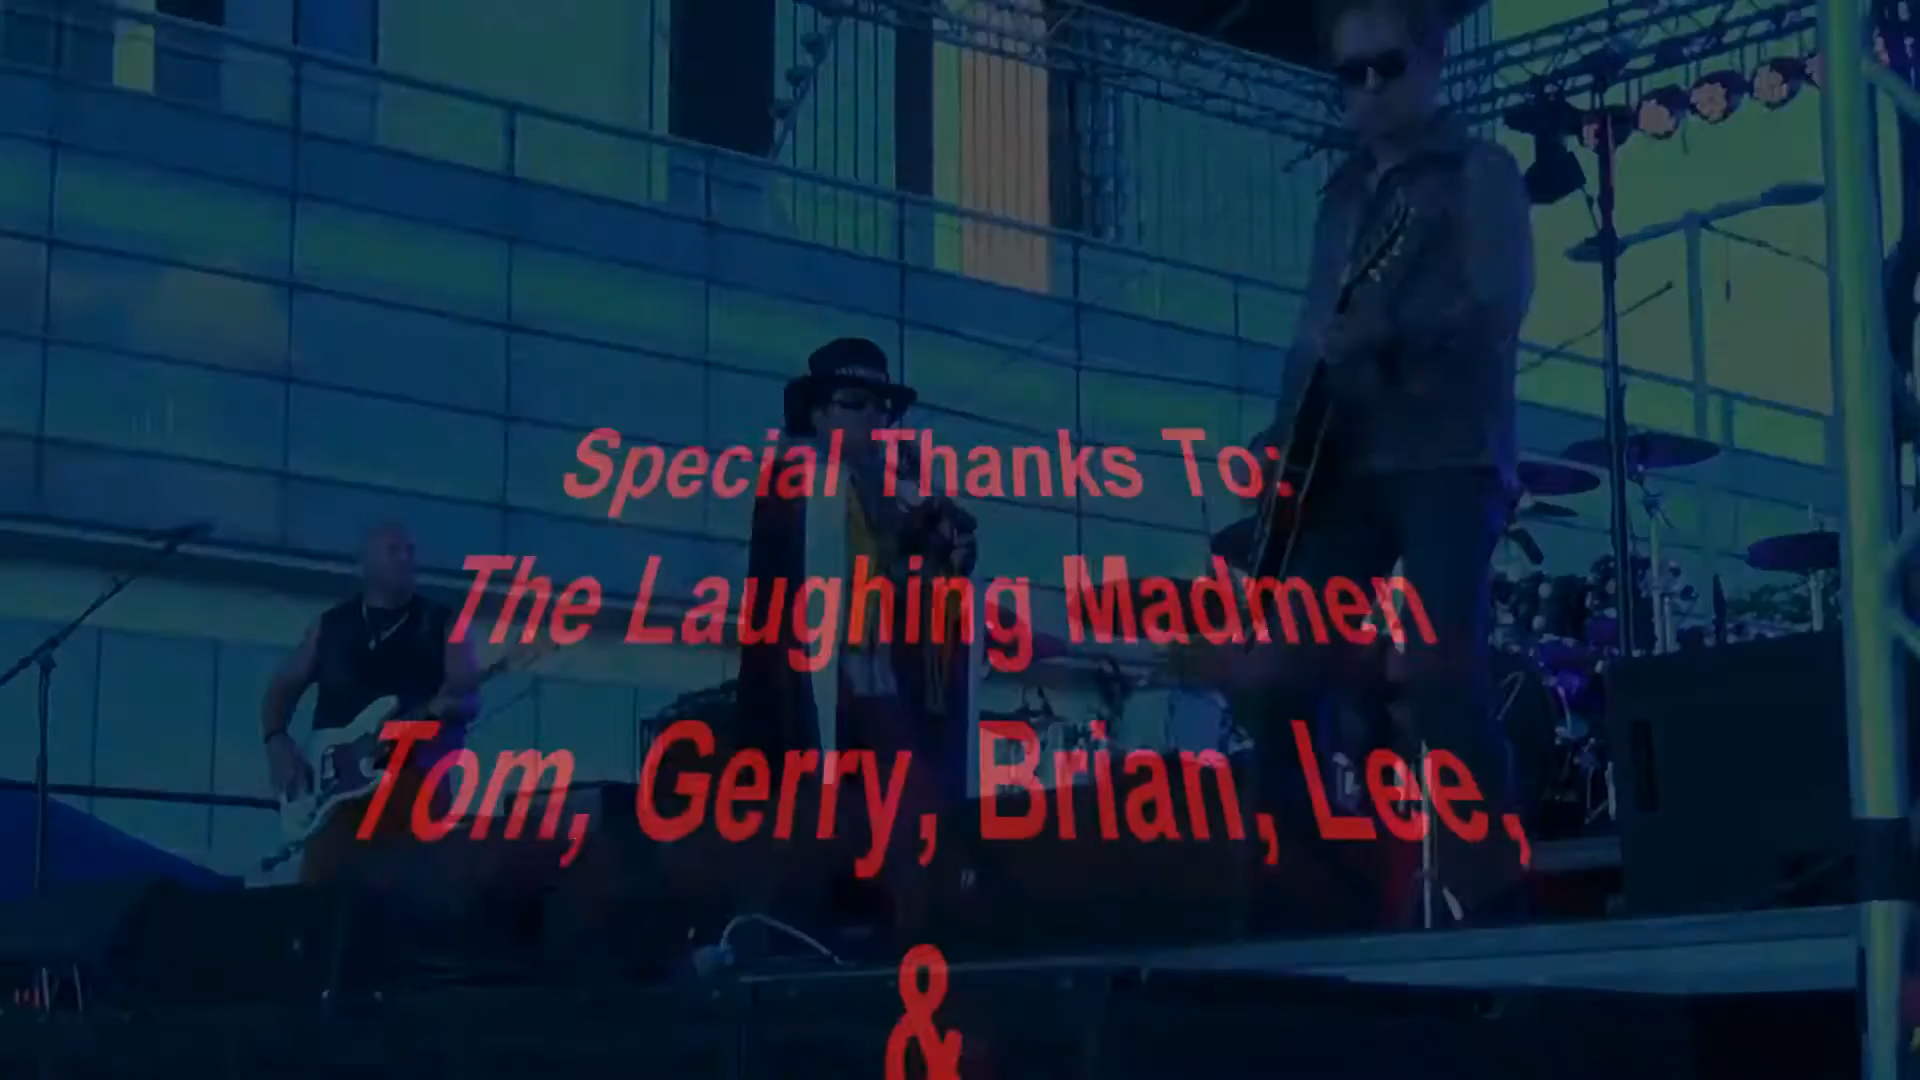 Special Thanks To:
The Laughing Madmen
Tom, Gerry, Brian, Lee,
&